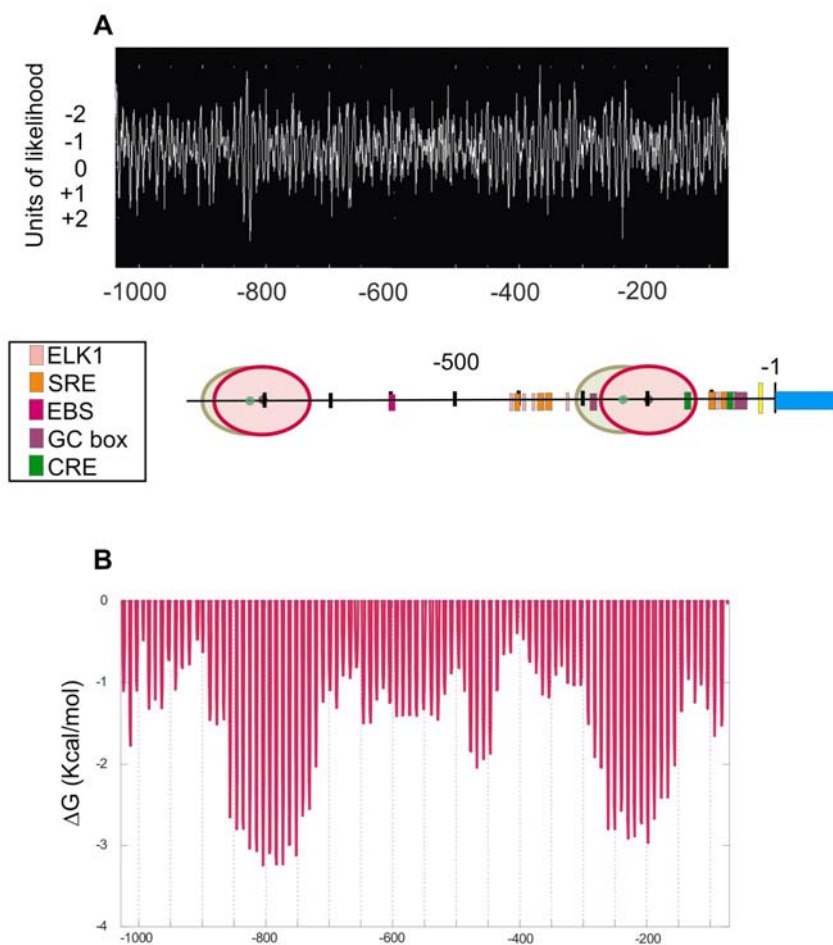 A
Units of likelihood
-2
-1
0
+1
+2
-1000 -800 -600 -400 -200
ELK1
SRE
EBS
GC box
CRE
-500
-1
B
ΔG (Kcal/mol)
0
-1
-2
-3
-4
-1000 -800 -600 -400 -200